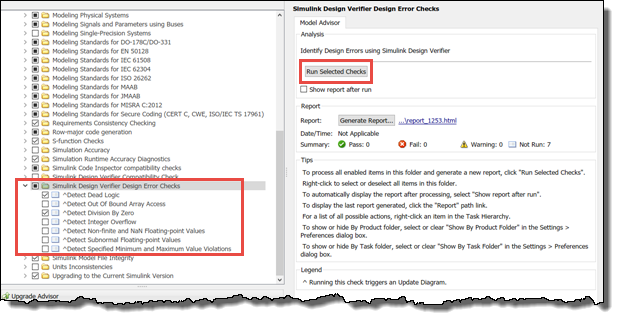 Modeling Physical Systems
Modeling Signals and Parameters using Buses
Modeling Single-Precision Systems
Modeling Standards for DO-178C/DO-331
Modeling Standards for EN 50128
Modeling Standards for IEC 61508
Modeling Standards for IEC 62304
Modeling Standards for ISO 26262
Modeling Standards for MAAB
Modeling Standards for JMAAB
Modeling Standards for MISRA C:2012
Modeling Standards for Secure Coding (CERT C, CWE, ISO/IEC TS 17961)
Requirements Consistency Checking
Row-major code generation
S-function Checks
Simulation Accuracy
Simulation Runtime Accuracy Diagnostics
Simulink Code Inspector compatibility checks
Simulink Design Verifier Compatibility Check
Simulink Design Verifier Design Error Checks
^Detect Dead Logic
^Detect Out Of Bound Array Access
^Detect Division By Zero
^Detect Integer Overflow
^Detect Non-finite and NaN Floating-point Values
^Detect Subnormal Floating-point Values
^Detect Specified Minimum and Maximum Value Violations
Simulink Model File Integrity
Units Inconsistencies
Upgrading to the Current Simulink Version
Upgrade Advisor
Simulink Design Verifier Design Error Checks
Model Advisor
Analysis
Identify Design Errors using Simulink Design Verifier
Run Selected Checks
Show report after run
Report
Report: Generate Report... ...\report_1253.html
Date/Time: Not Applicable
Summary: Pass: 0 Fail: 0 Warning: 0 Not Run: 7
Tips
To process all enabled items in this folder and generate a new report, click "Run Selected Checks".
Right-click to select or deselect all items in this folder.
To automatically display the report after processing, select "Show report after run".
To display the last report generated, click the "Report" path link.
For a list of all possible actions, right-click an item in the Task Hierarchy.
To show or hide By Product folder, select or clear "Show By Product Folder" in the Settings >
Preferences dialog box.
To show or hide By Task folder, select or clear "Show By Task Folder" in the Settings >
Preferences dialog box.
Legend
^ Running this check triggers an Update Diagram.